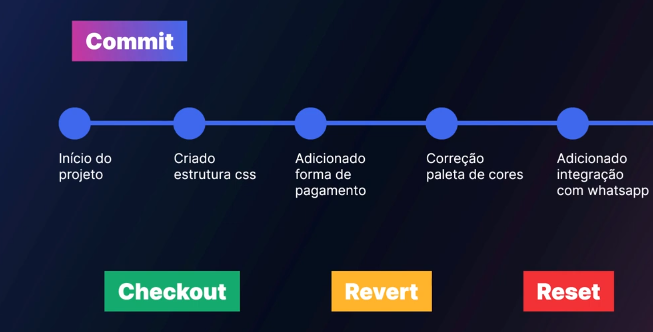 Commit
Início do
projeto
Criado
estrutura css
Adicionado
forma de
pagamento
Correção
paleta de cores
Adicionado
integração
com whatsapp
Checkout
Revert
Reset